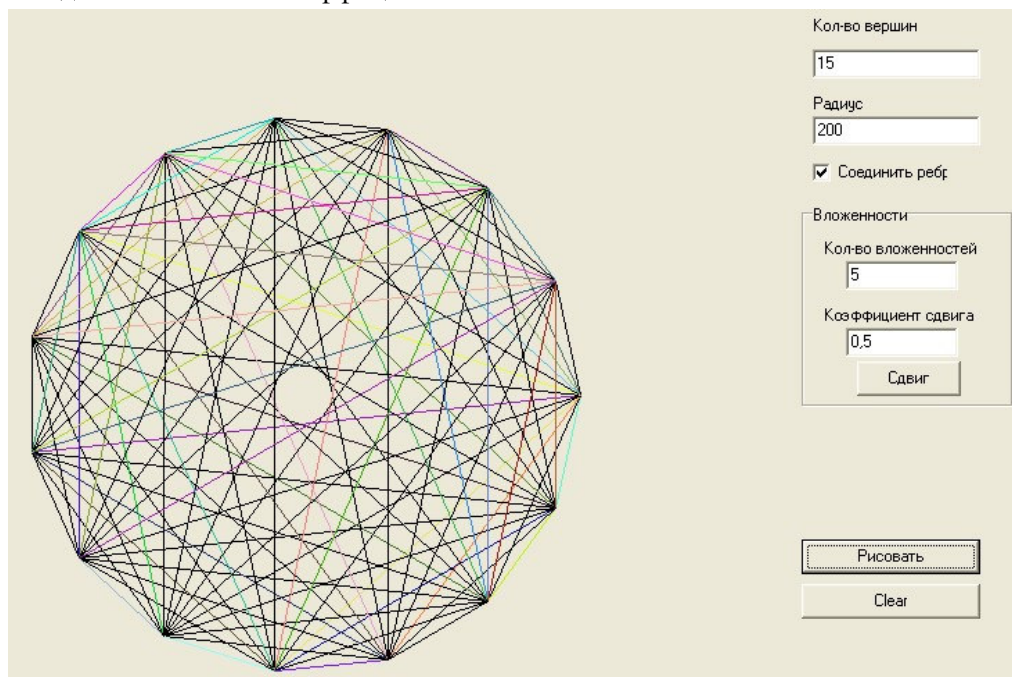 Кол-во вершин
15
Радиус
200
Соединить ребр
Вложенности
Кол-во вложенностей
5
Коэффициент сдвига
0,5
Сдвиг
Рисовать
Clear